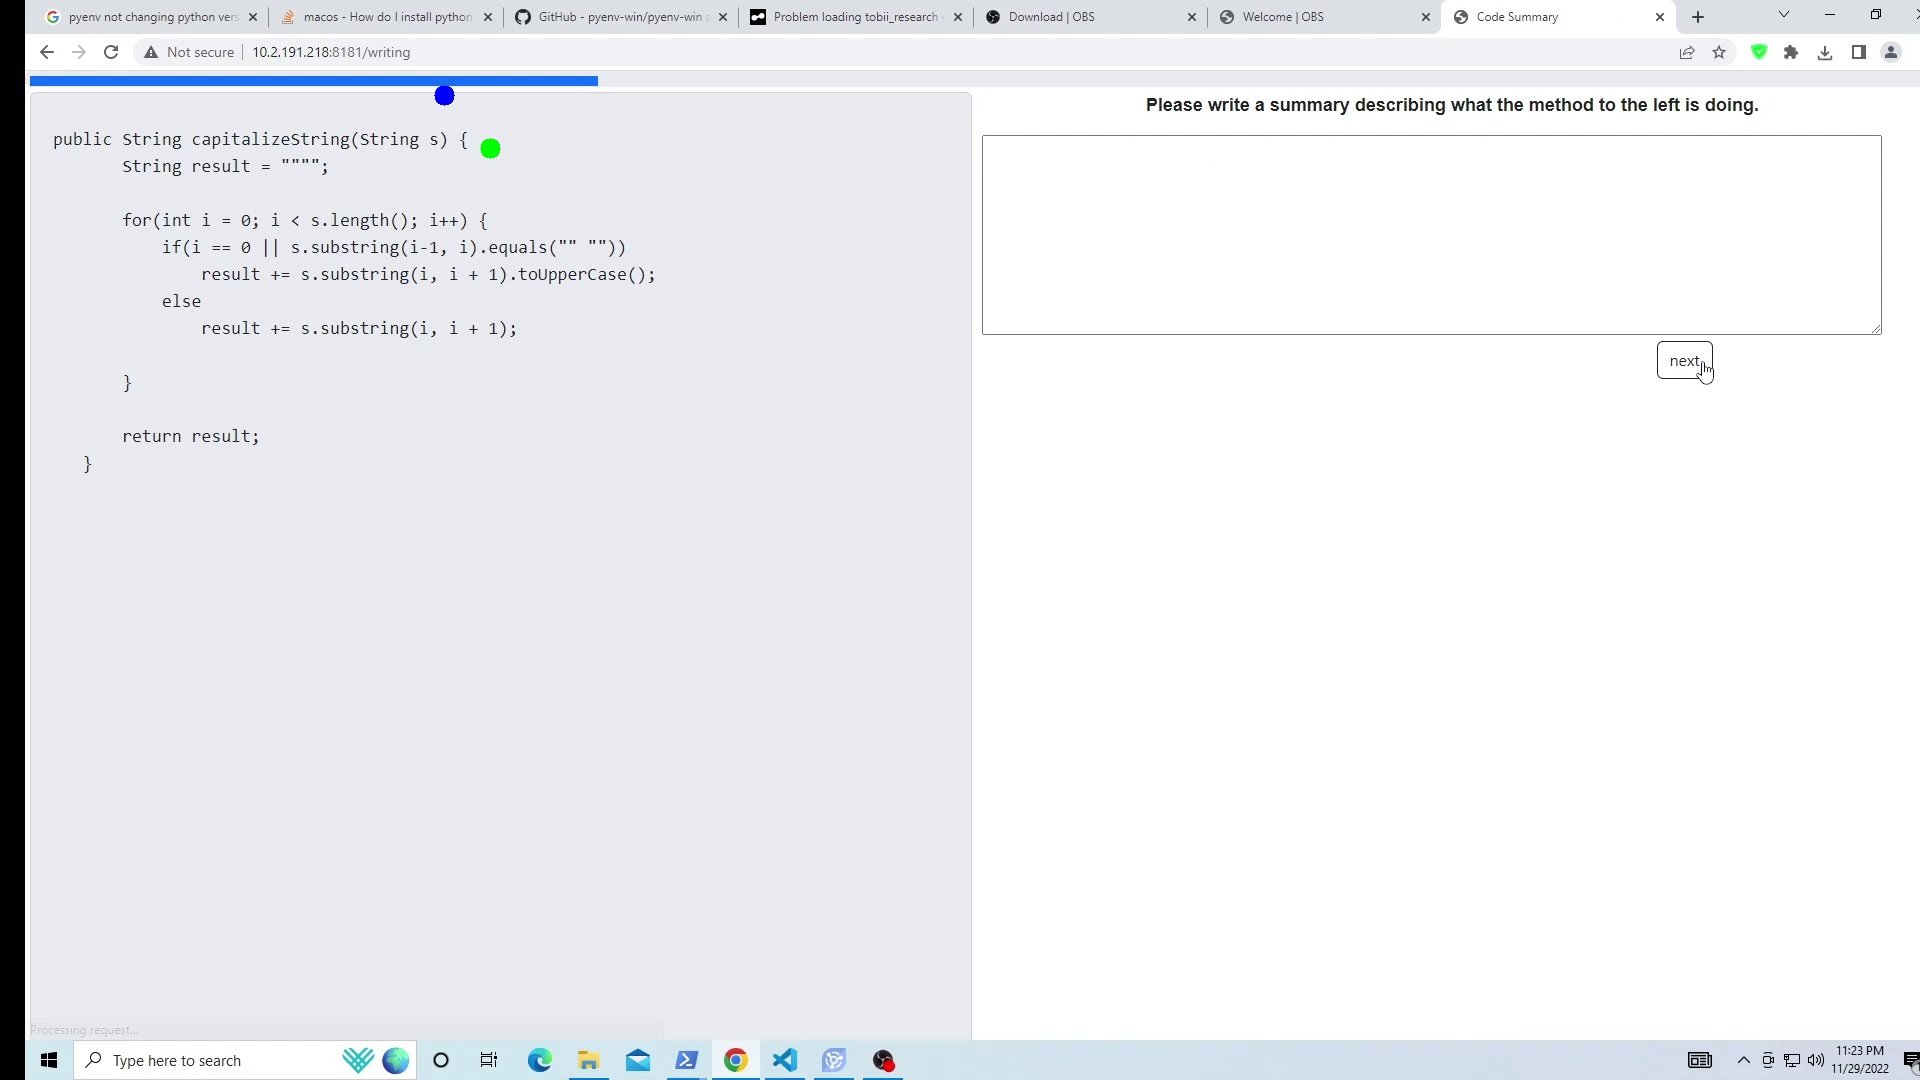 pyenv not changing python vers
macos - How do I install python
GitHub - pyenv-win/pyenv-win a
Problem loading tobii_research
Download | OBS
Welcome | OBS
Code Summary
Not secure
10.2.191.218:8181/writing
public String capitalizeString(String s) {
String result = """";
for(int i = 0; i < s.length(); i++) {
if(i == 0 || s.substring(i-1, i).equals("" ""))
result += s.substring(i, i + 1).toUpperCase();
else
result += s.substring(i, i + 1);
}
return result;
}
Please write a summary describing what the method to the left is doing.
next
Processing request...
Type here to search
11:23 PM
11/29/2022